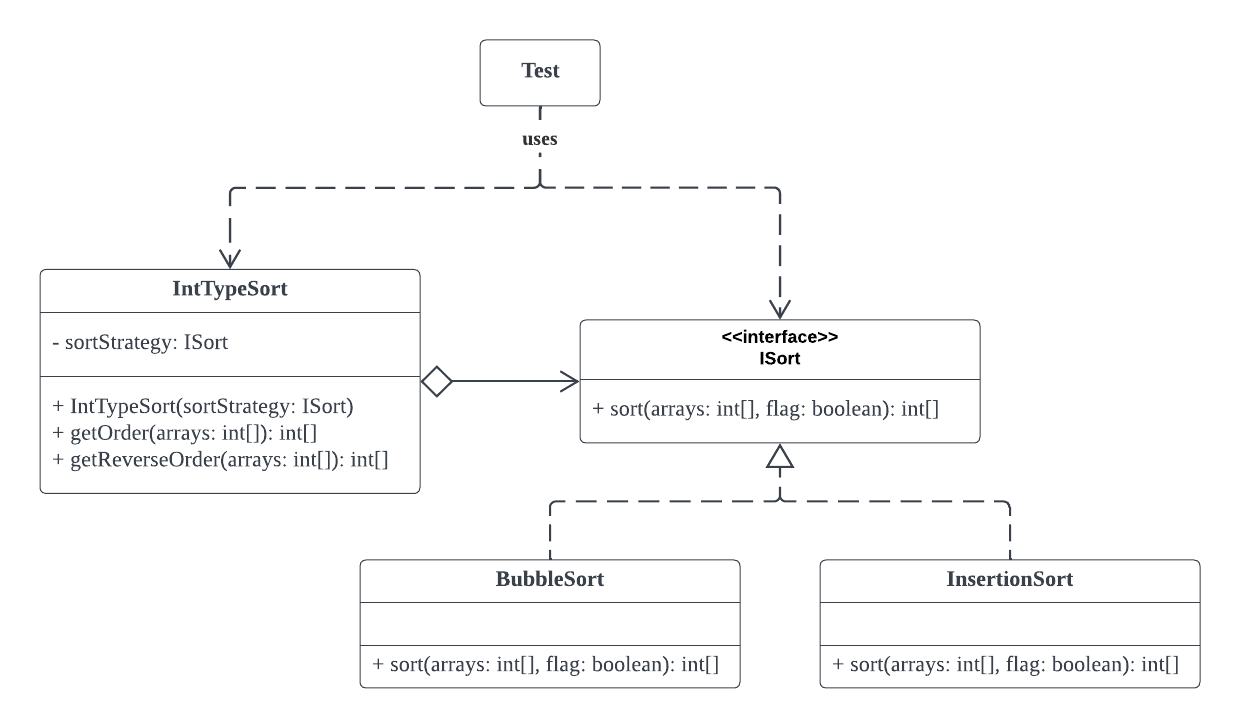 Test
uses
IntTypeSort
- sortStrategy: ISort
+ IntTypeSort(sortStrategy: ISort)
+ getOrder(arrays: int[]): int[]
+ getReverseOrder(arrays: int[]): int[]
<<interface>>
ISort
+ sort(arrays: int[], flag: boolean): int[]
BubbleSort
+ sort(arrays: int[], flag: boolean): int[]
InsertionSort
+ sort(arrays: int[], flag: boolean): int[]